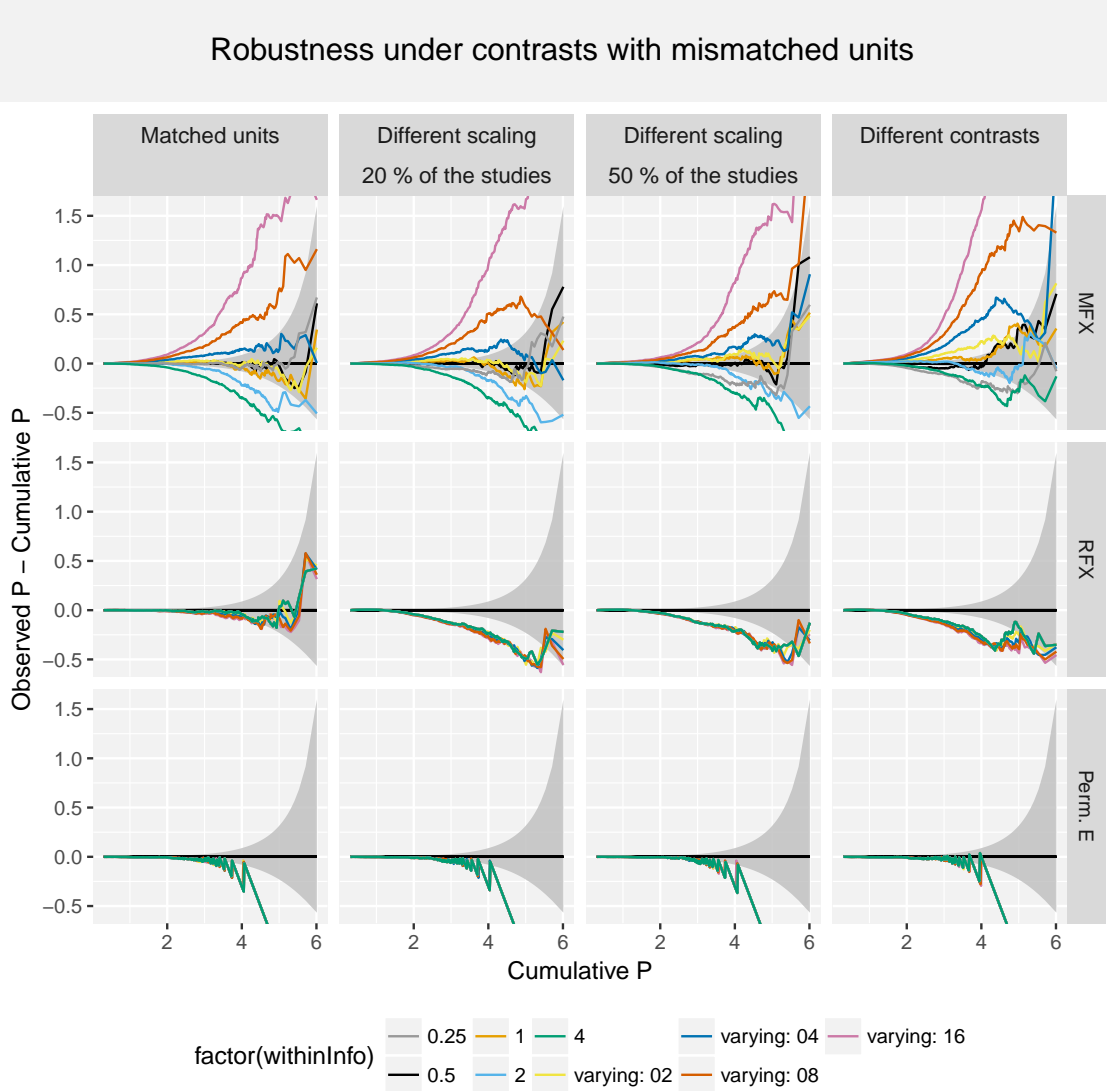 Robustness under contrasts with mismatched units
Matched units
Different scaling
20 % of the studies
Different scaling
50 % of the studies
Different contrasts
1.5
1.0
0.5
0.0
−0.5
MFX
1.5
1.0
0.5
0.0
−0.5
RFX
1.5
1.0
0.5
0.0
−0.5
Perm. E
Observed P − Cumulative P
2 4 6
2 4 6
2 4 6
2 4 6
Cumulative P
factor(withinInfo)
0.25 1 4 varying: 04 varying: 16
0.5 2 varying: 02 varying: 08